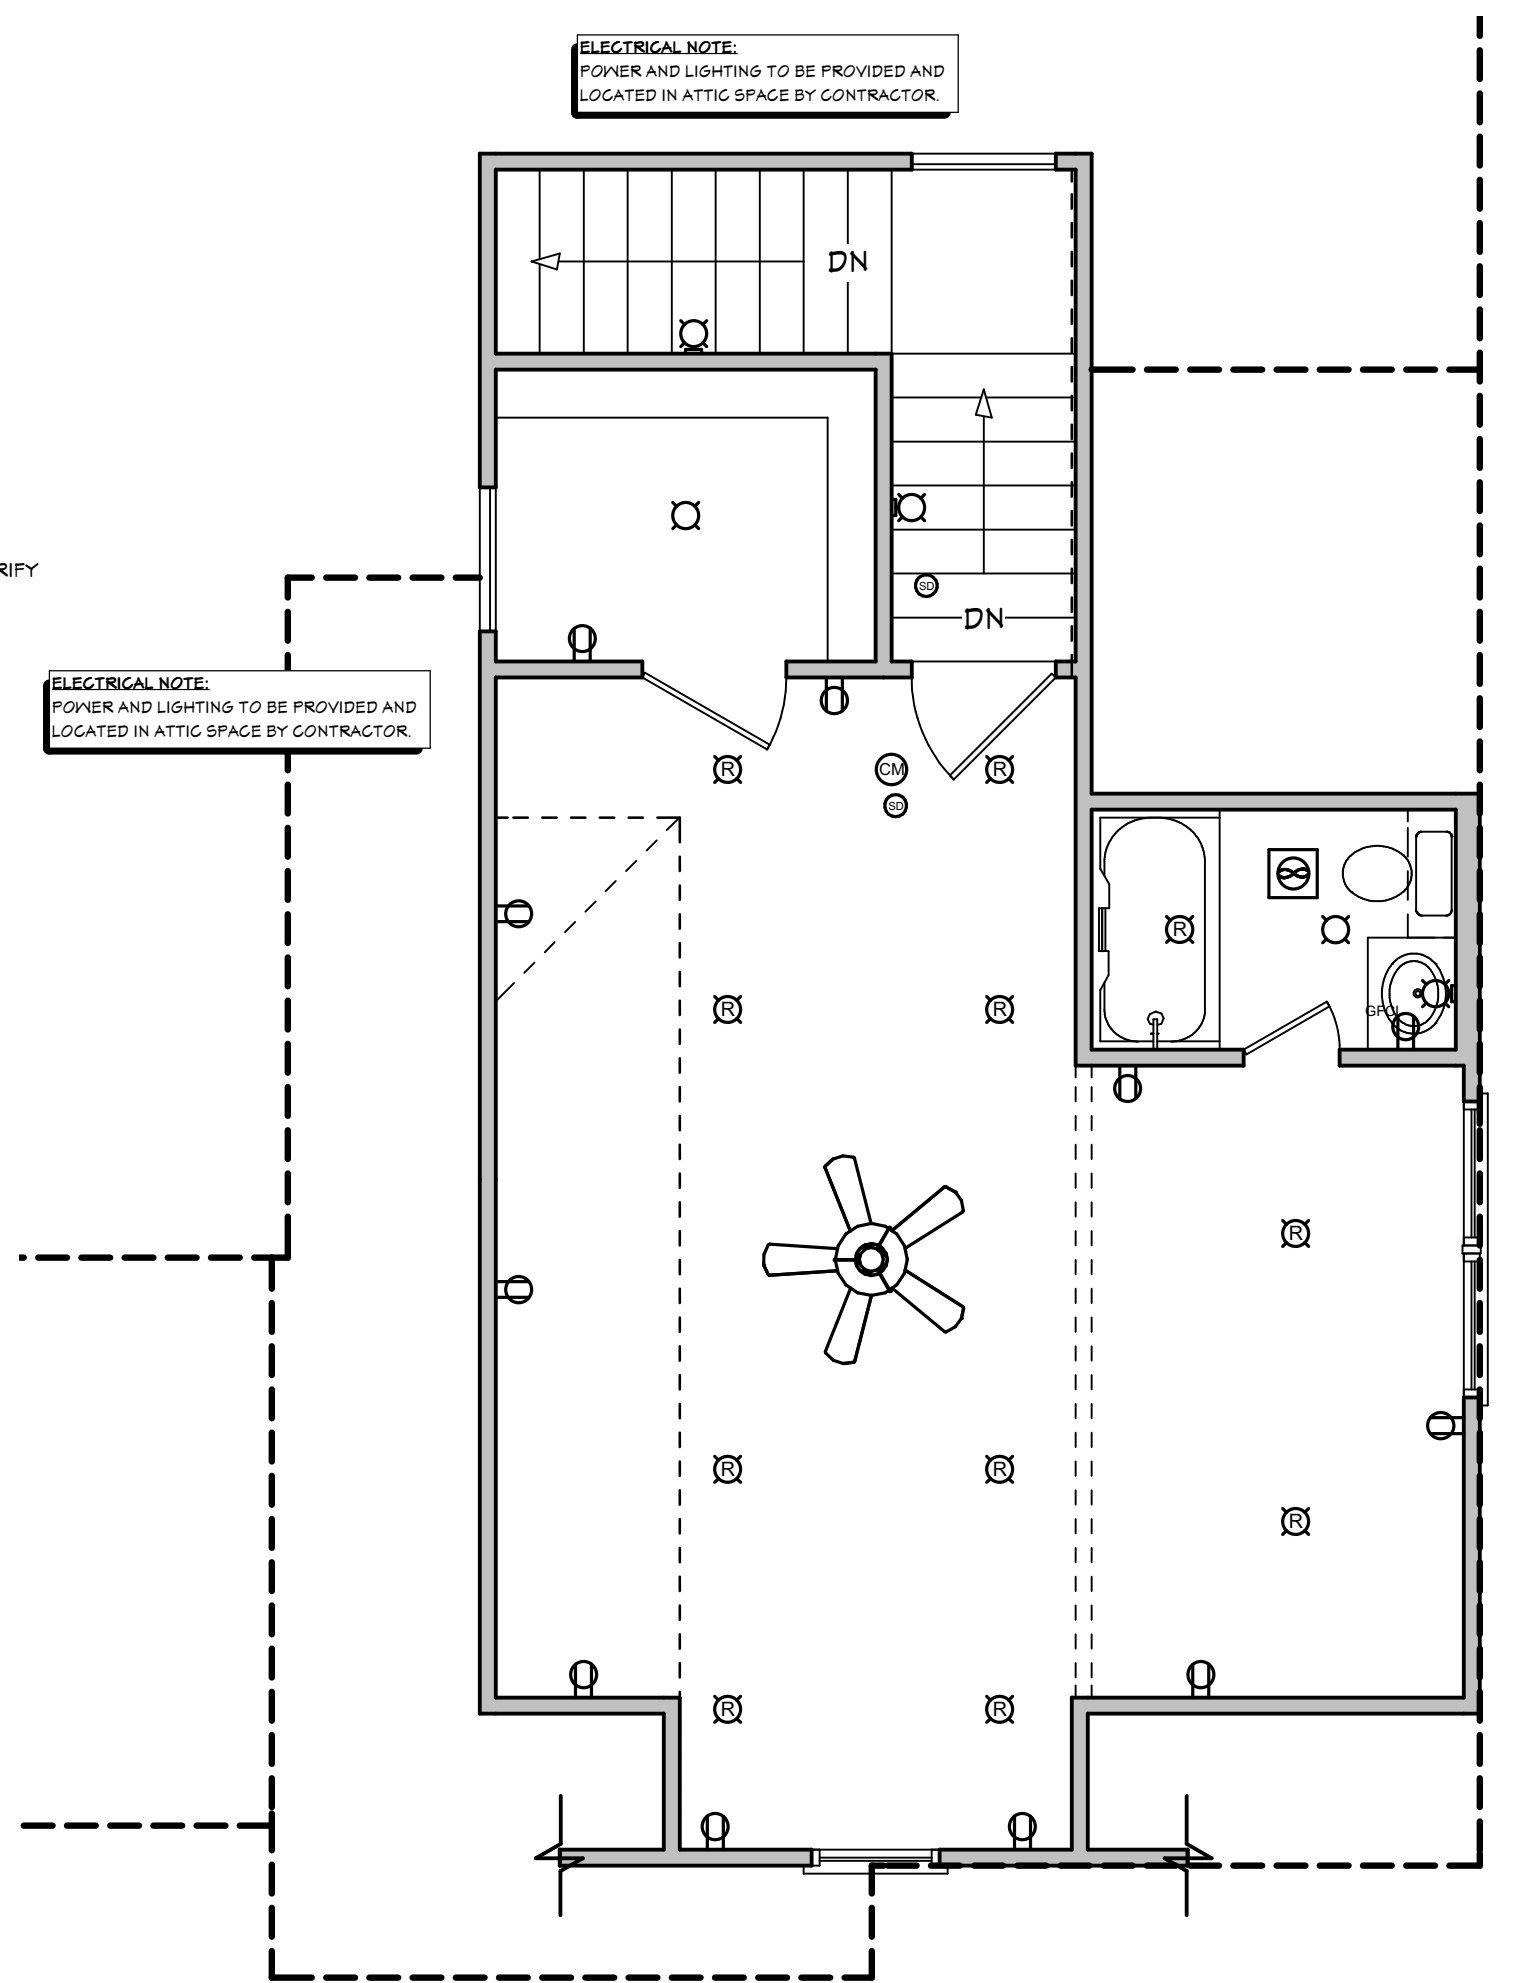 ELECTRICAL NOTE:
POWER AND LIGHTING TO BE PROVIDED AND
LOCATED IN ATTIC SPACE BY CONTRACTOR.
DN
RIFY
SD
DN
ELECTRICAL NOTE:
POWER AND LIGHTING TO BE PROVIDED AND
LOCATED IN ATTIC SPACE BY CONTRACTOR.
R
CM
R
SD
R
R
R
GFCI
R
R
R
R
R
R